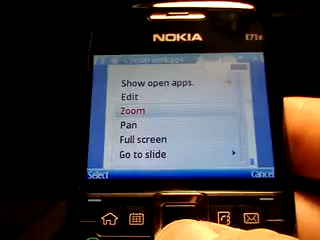 NOKIA
E71x
Show open apps.
Edit
Zoom
Pan
Full screen
Go to slide
Select
Cancel